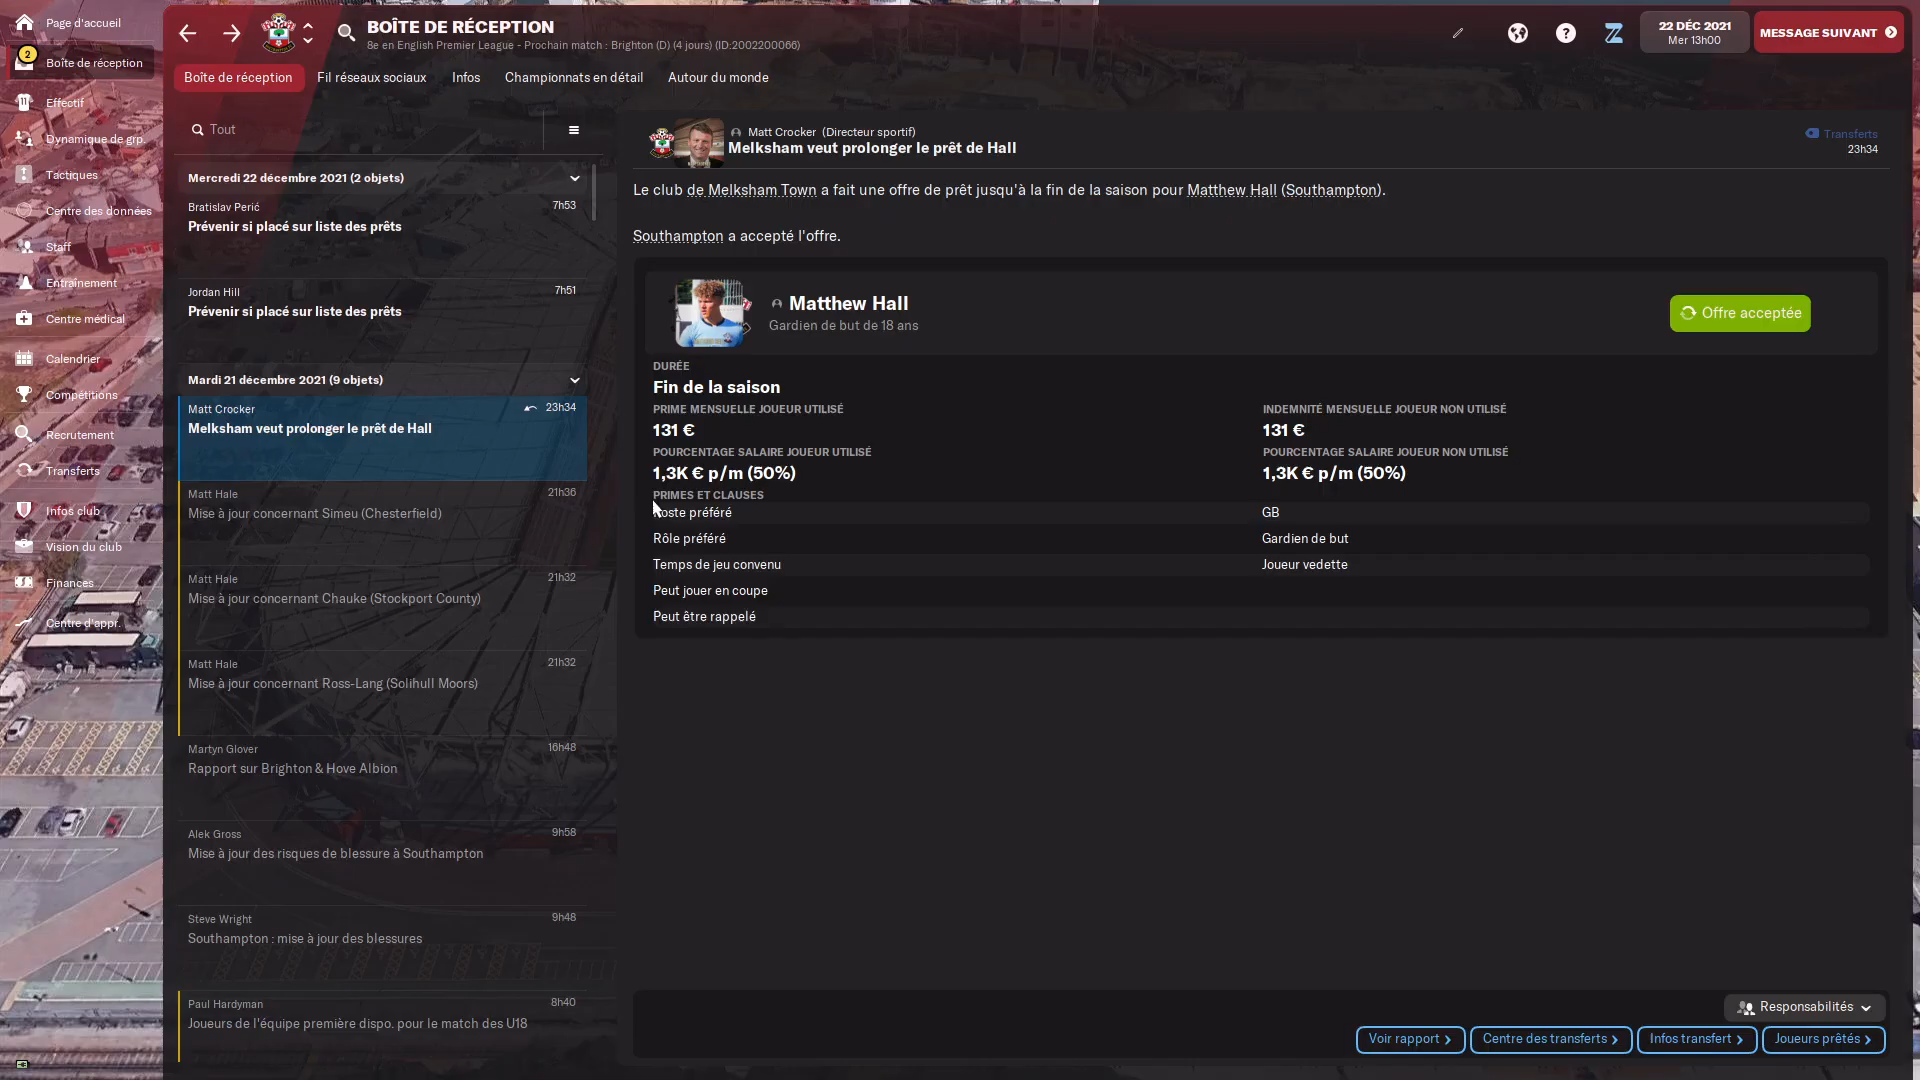 Page d'accueil
2
Boîte de réception
Effectif
Dynamique de grp.
Tactiques
Centre des données
Staff
Entraînement
Centre médical
Calendrier
Compétitions
Recrutement
Transferts
Infos club
Vision du club
Finances
Centre d'appr.
BOÎTE DE RÉCEPTION
8e en English Premier League - Prochain match : Brighton (D) (4 jours) (ID:2002200066)
22 DÉC 2021
Mer 13h00
MESSAGE SUIVANT
Boîte de réception
Fil réseaux sociaux
Infos
Championnats en détail
Autour du monde
Tout
Mercredi 22 décembre 2021 (2 objets)
Bratislav Perić 7h53
Prévenir si placé sur liste des prêts
Jordan Hill 7h51
Prévenir si placé sur liste des prêts
Mardi 21 décembre 2021 (9 objets)
Matt Crocker 23h34
Melksham veut prolonger le prêt de Hall
Matt Hale 21h36
Mise à jour concernant Simeu (Chesterfield)
Matt Hale 21h32
Mise à jour concernant Chauke (Stockport County)
Matt Hale 21h32
Mise à jour concernant Ross-Lang (Solihull Moors)
Martyn Glover 16h48
Rapport sur Brighton & Hove Albion
Alek Gross 9h58
Mise à jour des risques de blessure à Southampton
Steve Wright 9h48
Southampton : mise à jour des blessures
Paul Hardyman 8h40
Joueurs de l'équipe première dispo. pour le match des U18
Matt Crocker (Directeur sportif)
Melksham veut prolonger le prêt de Hall
Transferts
23h34
Le club de Melksham Town a fait une offre de prêt jusqu'à la fin de la saison pour Matthew Hall (Southampton).
Southampton a accepté l'offre.
Matthew Hall
Gardien de but de 18 ans
Offre acceptée
DURÉE
Fin de la saison
PRIME MENSUELLE JOUEUR UTILISÉ
131 €
INDEMNITÉ MENSUELLE JOUEUR NON UTILISÉ
131 €
POURCENTAGE SALAIRE JOUEUR UTILISÉ
1,3K € p/m (50%)
POURCENTAGE SALAIRE JOUEUR NON UTILISÉ
1,3K € p/m (50%)
PRIMES ET CLAUSES
Poste préféré GB
Rôle préféré Gardien de but
Temps de jeu convenu Joueur vedette
Peut jouer en coupe
Peut être rappelé
Responsabilités
Voir rapport
Centre des transferts
Infos transfert
Joueurs prêtés